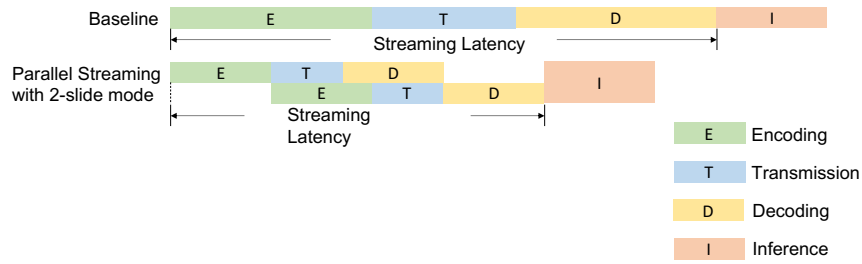 Baseline E T D I
Streaming Latency
Parallel Streaming E T D
with 2-slide mode E T D I
Streaming
Latency
E Encoding
T Transmission
D Decoding
I Inference